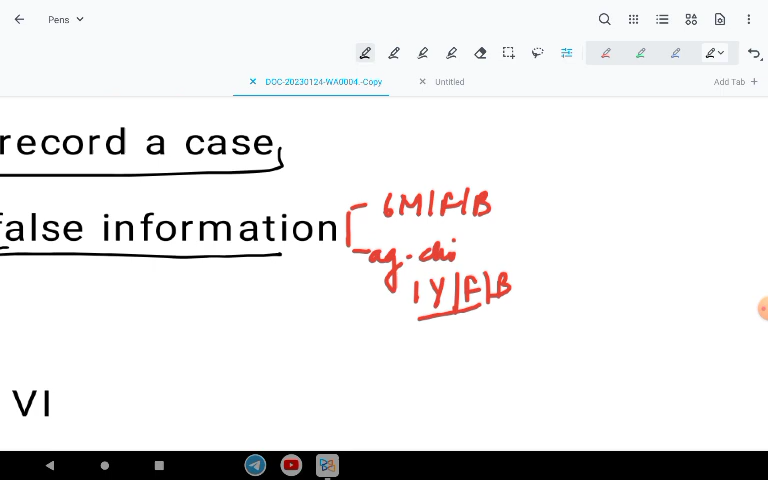 Pens
DOC-20230124-WA0004.-Copy
Untitled
Add Tab +
record a case
false information
6M/F/B
ag. chi
1Y/F/B
VI